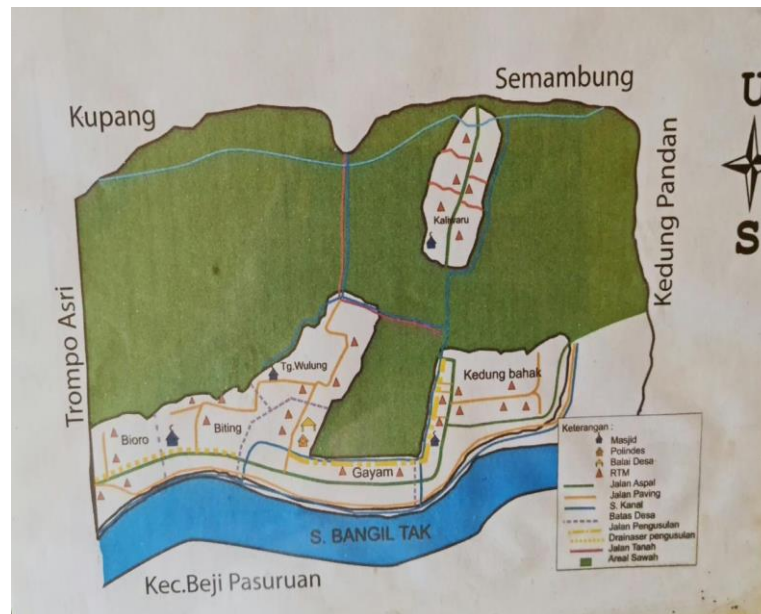 Semambung
Kupang
U
S
Kedung Pandan
Trompo Asri
Kaliwaru
Tg.Wulung
Kedung bahak
Bioro
Biting
Gayam
S. BANGIL TAK
Kec.Beji Pasuruan
Keterangan :
Masjid
Polindes
Balai Desa
RTM
Jalan Aspal
Jalan Paving
S. Kanal
Batas Desa
Jalan Pengusulan
Drainaser pengusulan
Jalan Tanah
Areal Sawah